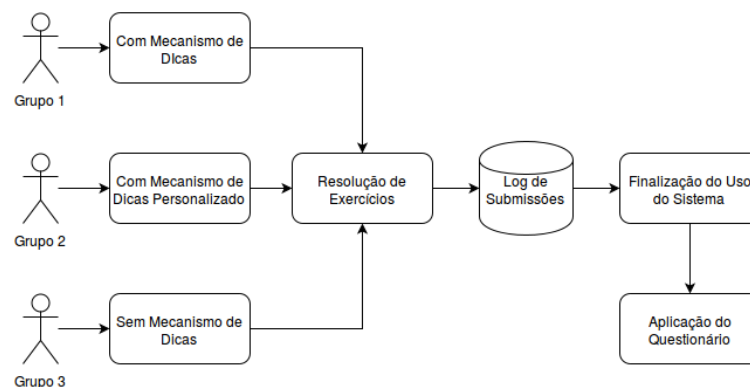 Com Mecanismo de
DIcas
Grupo 1
Com Mecanismo de
Dicas Personalizado
Grupo 2
Sem Mecanismo de
Dicas
Grupo 3
Resolução de
Exercícios
Log de
Submissões
Finalização do Uso
do Sistema
Aplicação do
Questionário